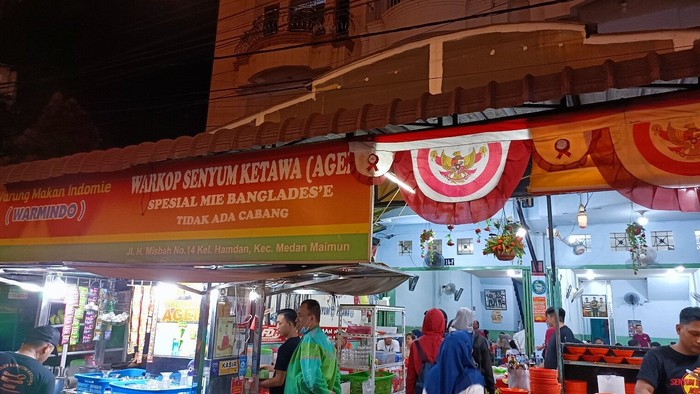 Warung Makan Indomie
(WARMINDO)
WARKOP SENYUM KETAWA (AGE
SPESIAL MIE BANGLADES'E
TIDAK ADA CABANG
Jl. H. Misbah No.14 Kel. Hamdan, Kec. Medan Maimun